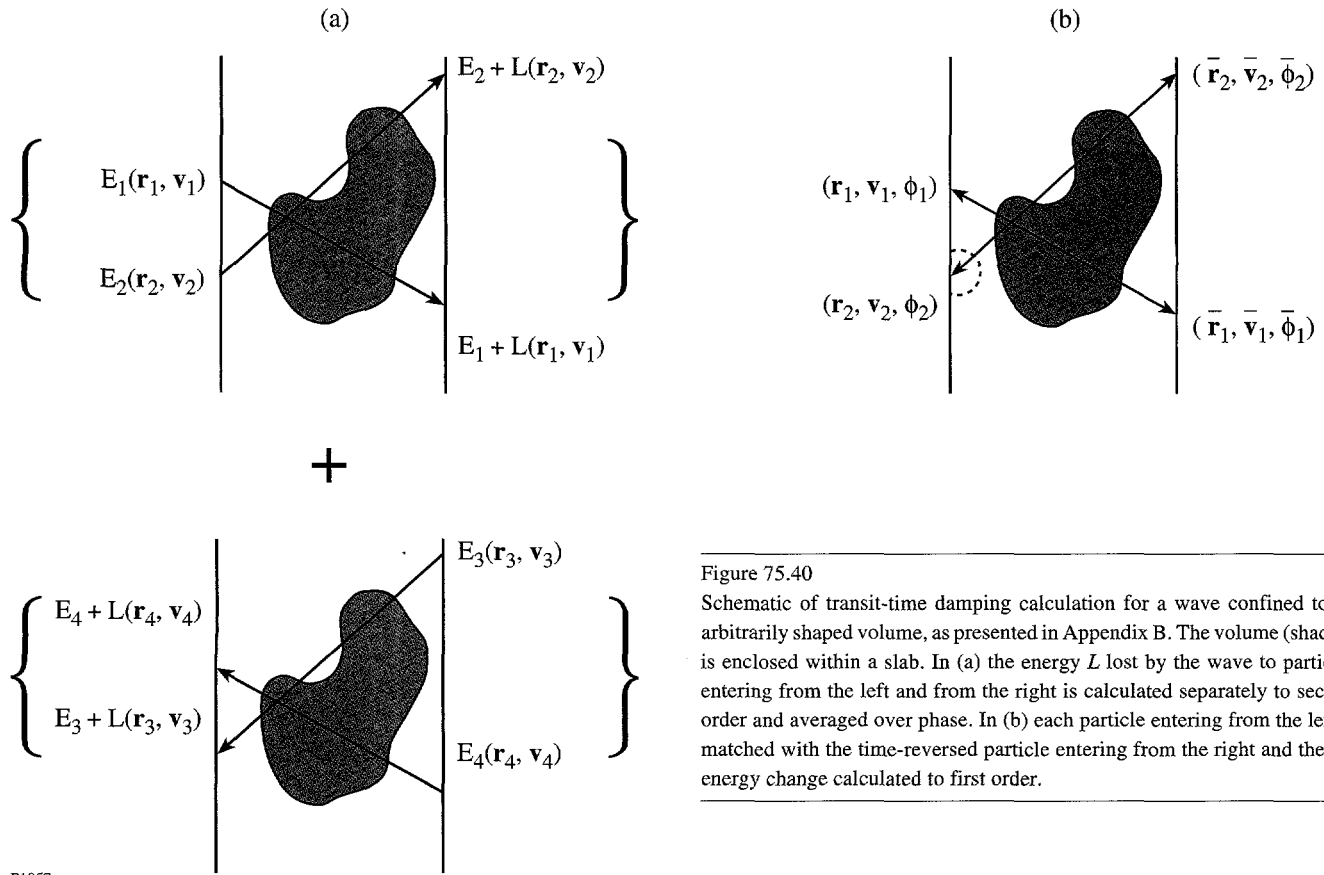 (a)
E₂ + L(r₂, v₂)
E₁(r₁, v₁)
E₂(r₂, v₂)
E₁ + L(r₁, v₁)
+
E₃(r₃, v₃)
E₄ + L(r₄, v₄)
E₃ + L(r₃, v₃)
E₄(r₄, v₄)
(b)
(r̄₂, v̄₂, ϕ̄₂)
(r₁, v₁, ϕ₁)
(r₂, v₂, ϕ₂)
(r̄₁, v̄₁, ϕ̄₁)
Figure 75.40
Schematic of transit-time damping calculation for a wave confined to
arbitrarily shaped volume, as presented in Appendix B. The volume
is enclosed within a slab. In (a) the energy L lost by the wave to
entering from the left and from the right is calculated separately to
order and averaged over phase. In (b) each particle entering from the
matched with the time-reversed particle entering from the right and
energy change calculated to first order.